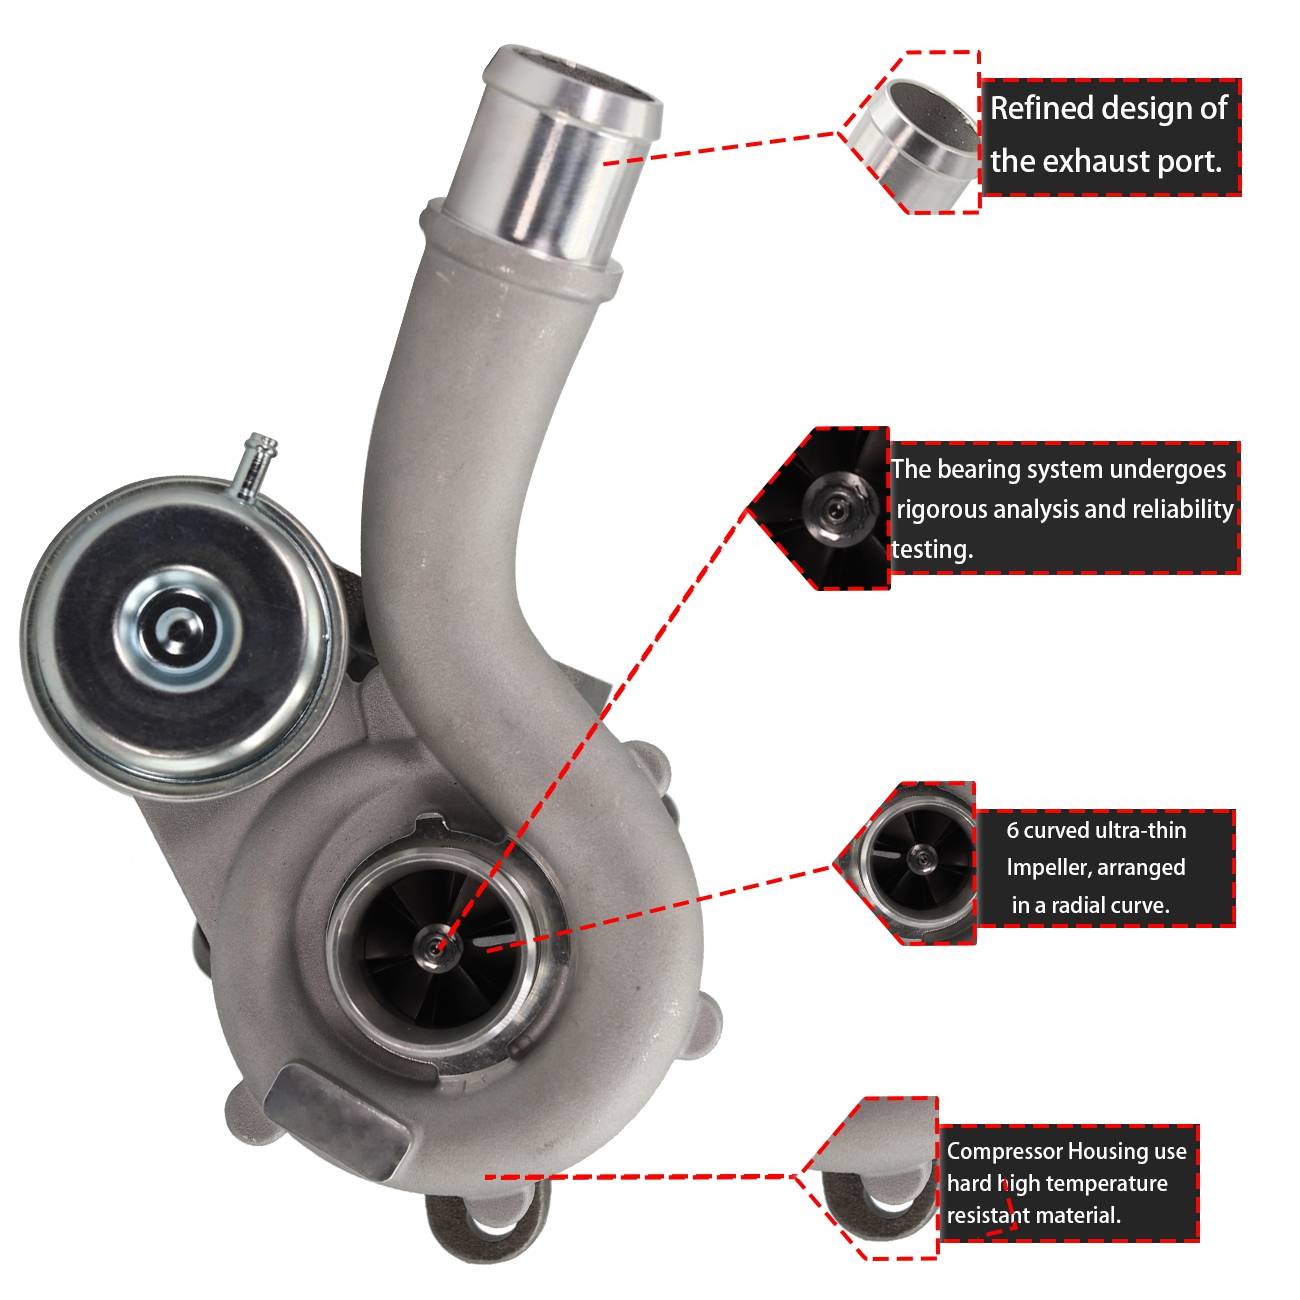 Refined design of
the exhaust port.
The bearing system undergoes
rigorous analysis and reliability
testing.
6 curved ultra-thin
Impeller, arranged
in a radial curve.
Compressor Housing use
hard high temperature
resistant material.